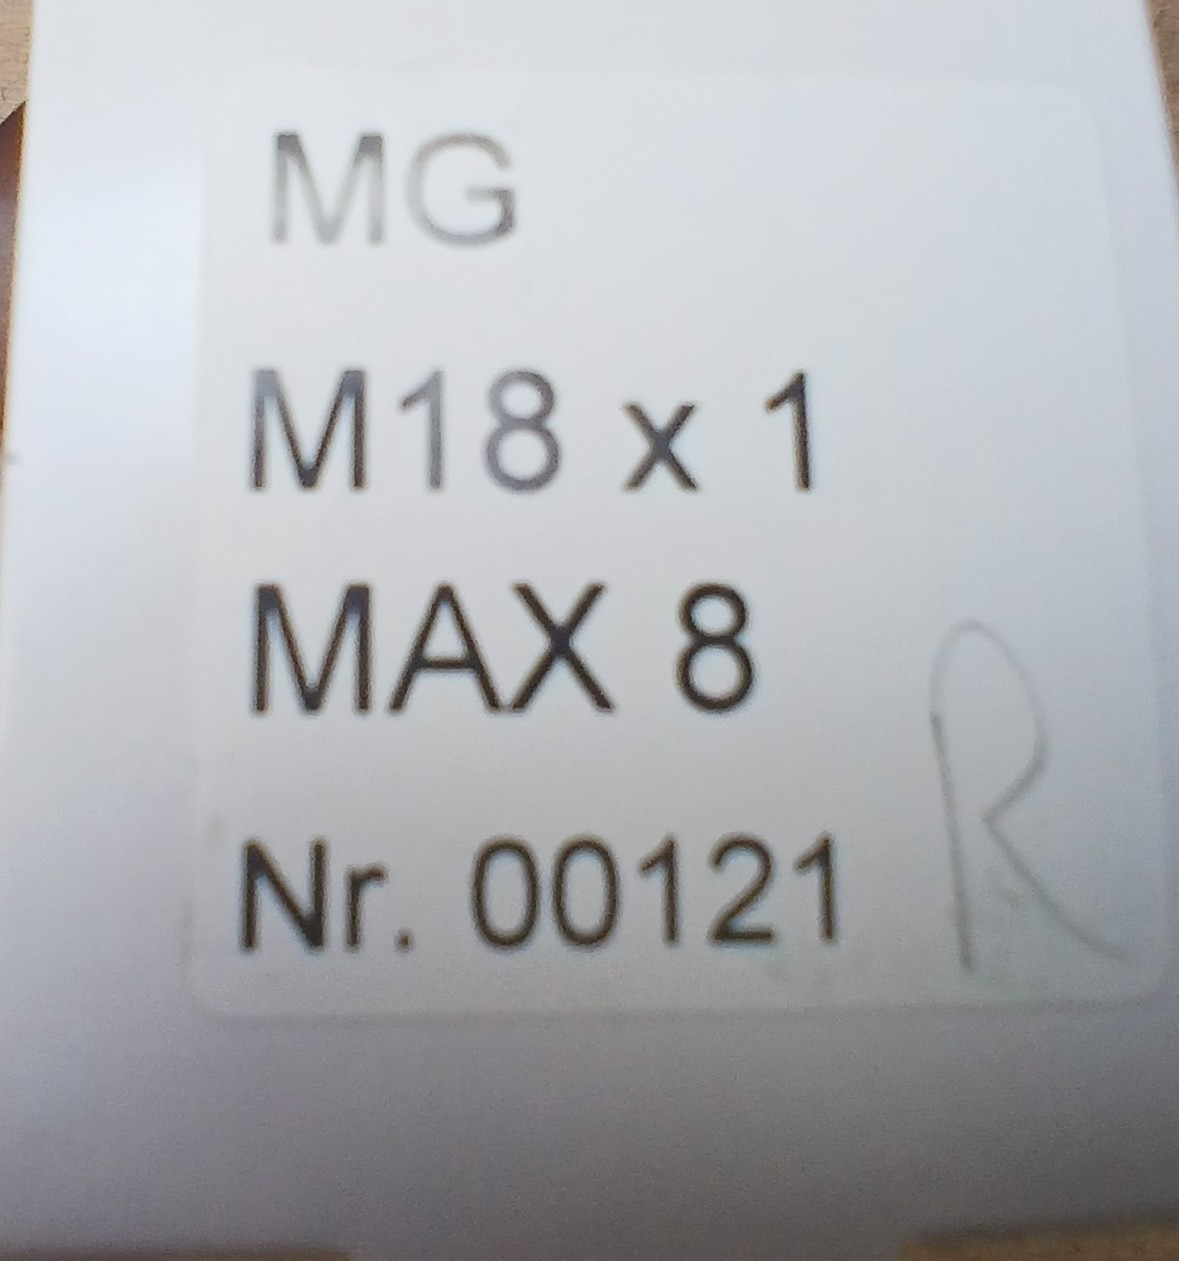 MG
M18 x 1
MAX 8
Nr. 00121
R